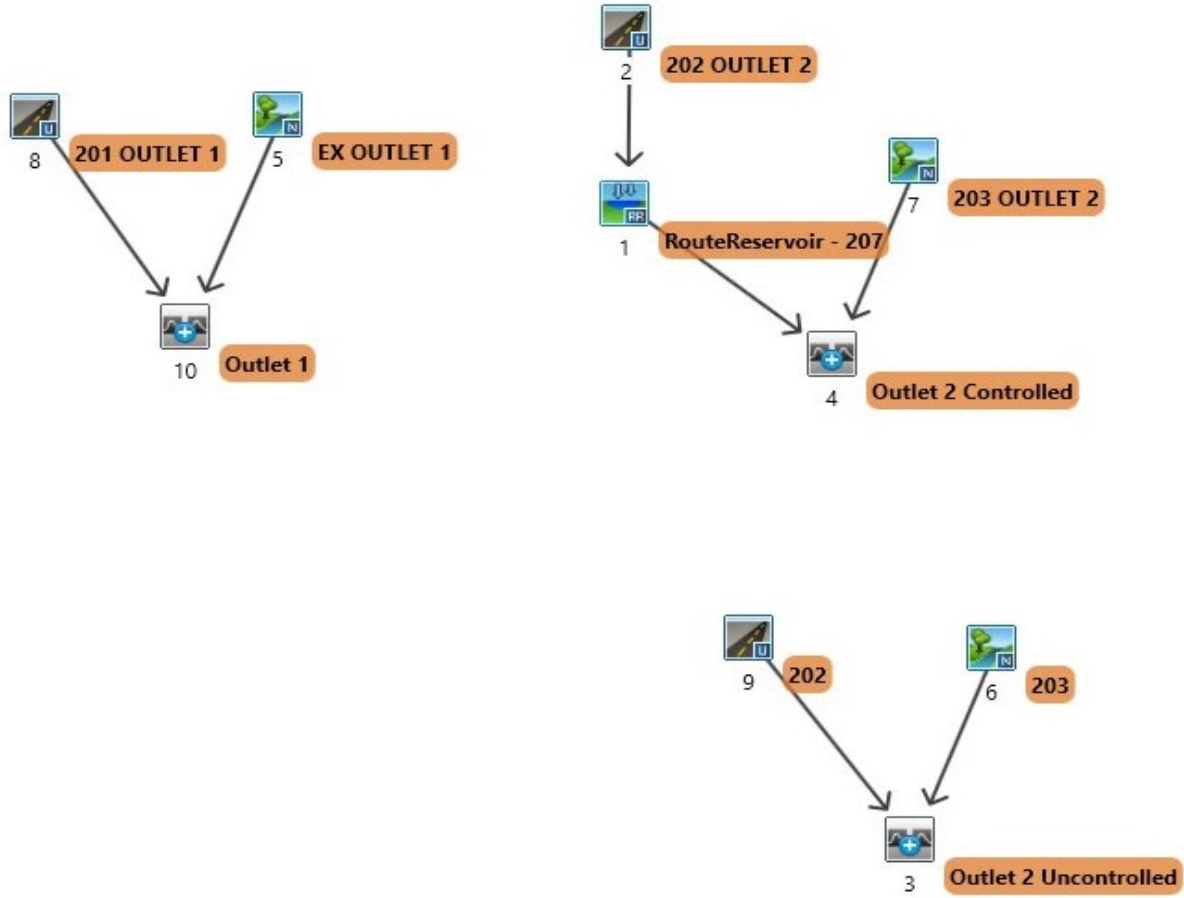 U
2
202 OUTLET 2
U
8
201 OUTLET 1
N
5
EX OUTLET 1
N
7
203 OUTLET 2
RR
1
RouteReservoir - 207
10
Outlet 1
4
Outlet 2 Controlled
U
9
202
N
6
203
3
Outlet 2 Uncontrolled